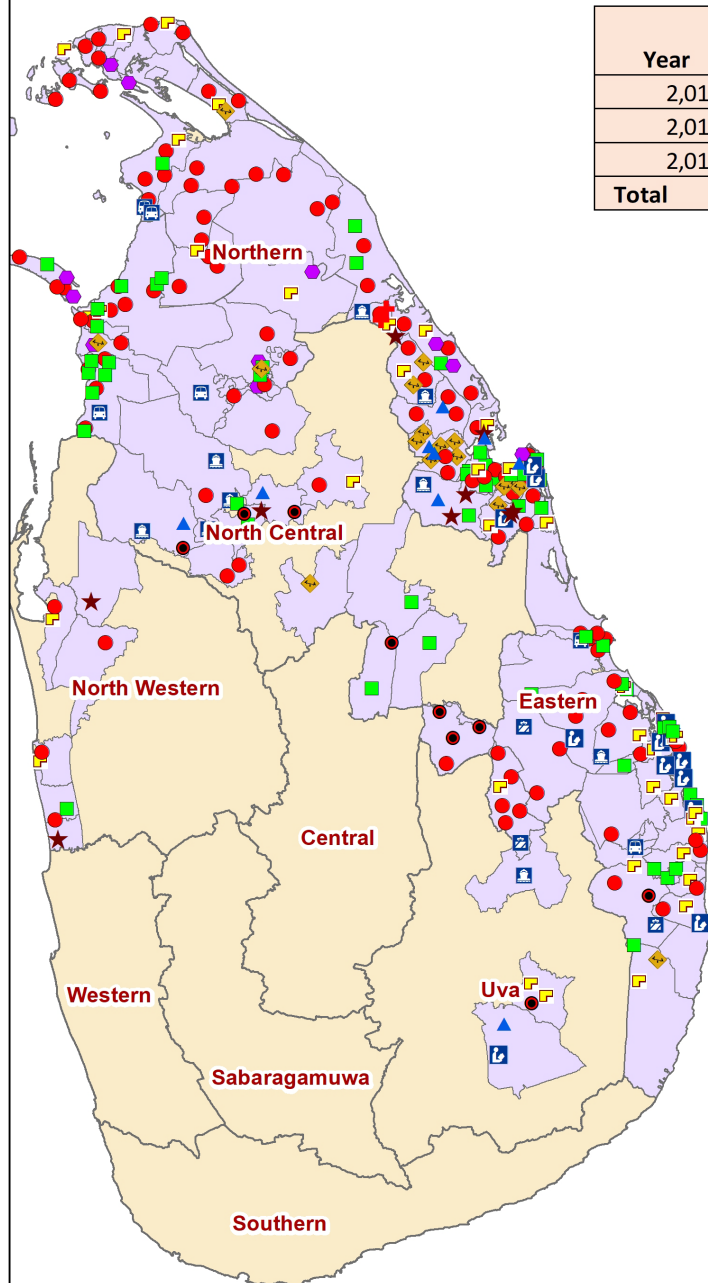 Year
2,01
2,01
2,01
Total
Northern
North Central
North Western
Eastern
Central
Western
Uva
Sabaragamuwa
Southern